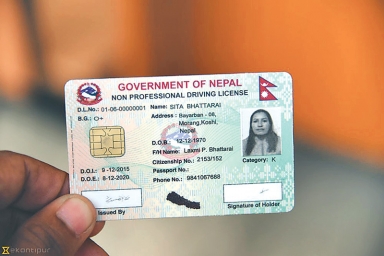 GOVERNMENT OF NEPAL
NON PROFESSIONAL DRIVING LICENSE
D.L.No: 01-06-00000001 Name: SITA BHATTARAI
B.G.: O+
Address: Bayarban - 08,
Morang, Koshi,
Nepal
D.O.B.: 12-12-1970
F/H Name: Laxmi P. Bhattarai
Category: K
Citizenship No.: 2153/152
D.O.I.: 9-12-2015
Passport No.:
D.O.E.: 8-12-2020
Phone No.: 9841067668
Issued By
Signature of Holder
ekantipur